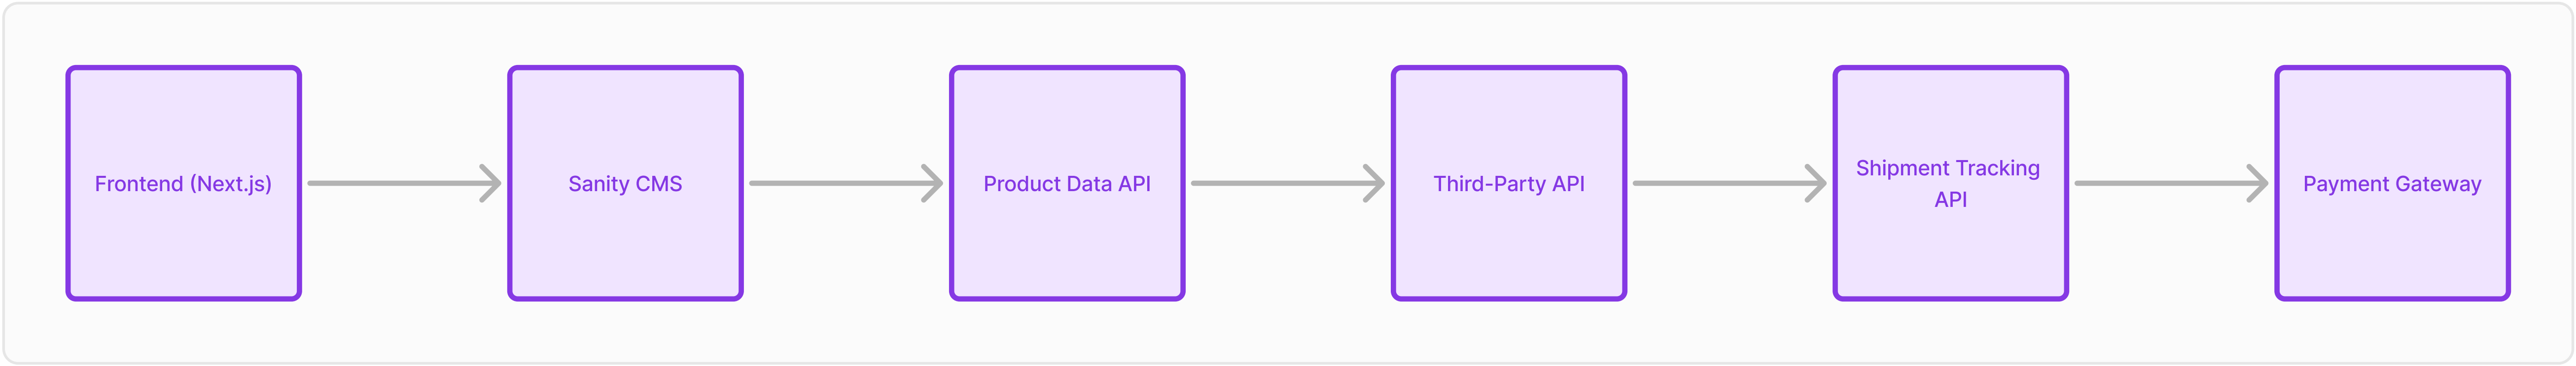 Frontend (Next.js)
Sanity CMS
Product Data API
Third-Party API
Shipment Tracking
API
Payment Gateway